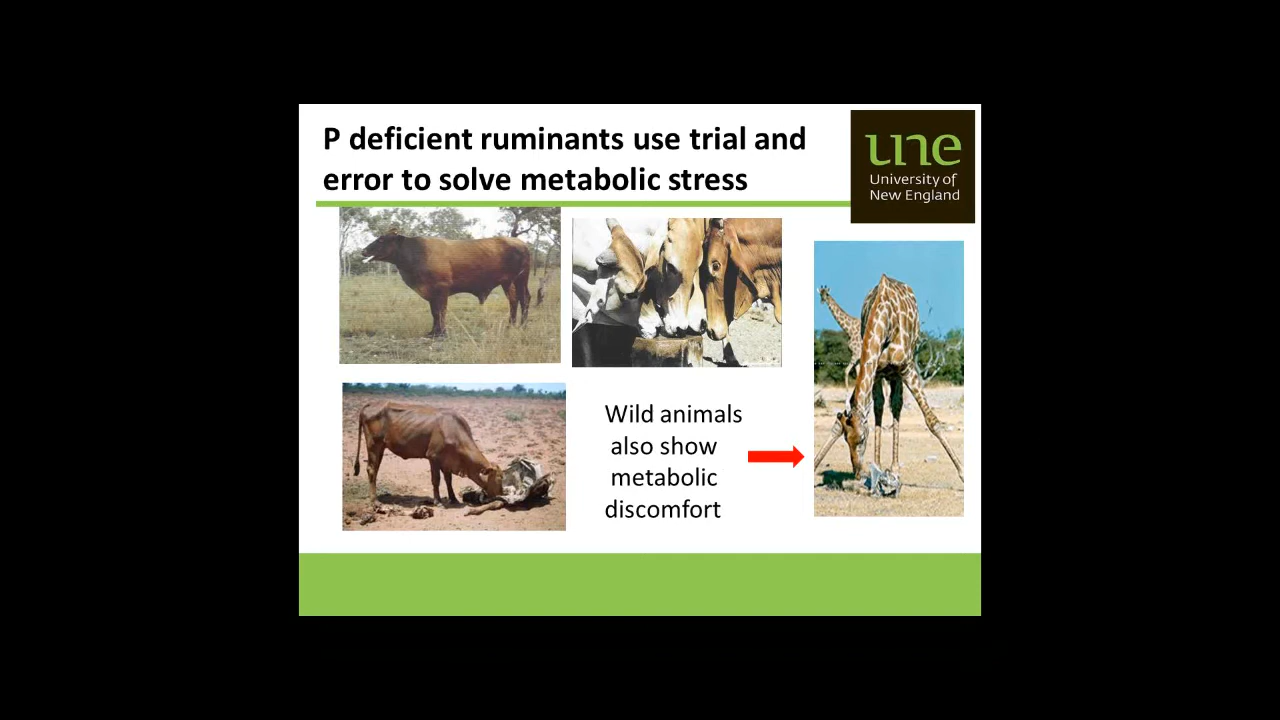 P deficient ruminants use trial and
error to solve metabolic stress
une
University of
New England
Wild animals
also show
metabolic
discomfort